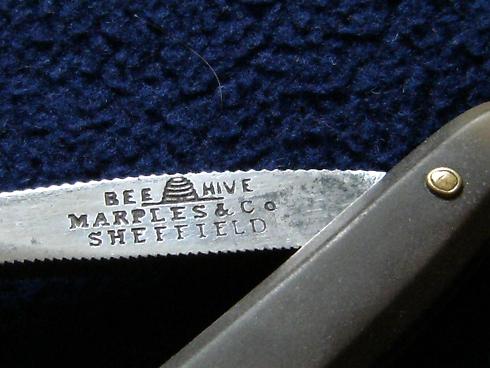 BEE HIVE
MARPLES & Co
SHEFFIELD